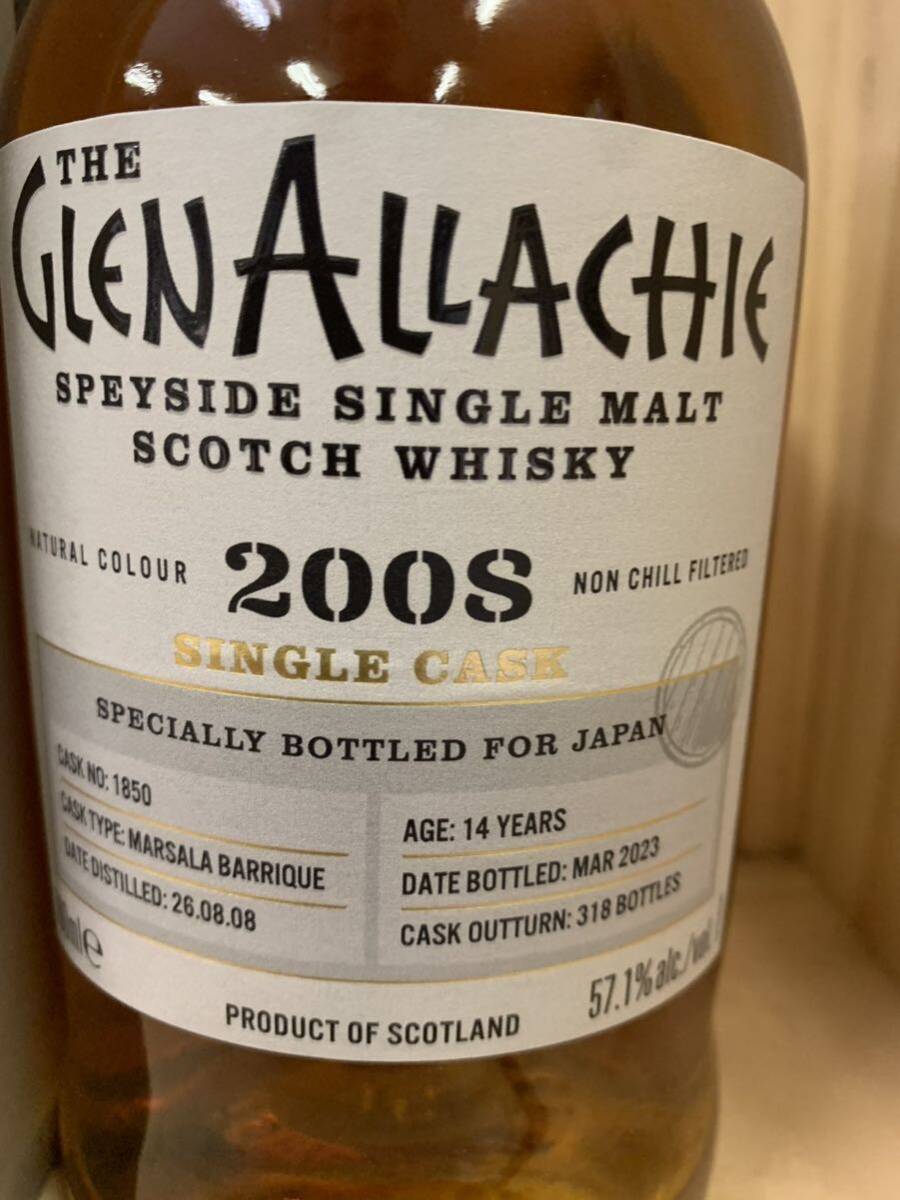 THE
GLENALLACHIE
SPEYSIDE SINGLE MALT
SCOTCH WHISKY
NATURAL COLOUR
2008
NON CHILL FILTERED
SINGLE CASK
SPECIALLY BOTTLED FOR JAPAN
CASK NO: 1850
CASK TYPE: MARSALA BARRIQUE
DATE DISTILLED: 26.08.08
AGE: 14 YEARS
DATE BOTTLED: MAR 2023
CASK OUTTURN: 318 BOTTLES
57.1% alc./vol.
PRODUCT OF SCOTLAND